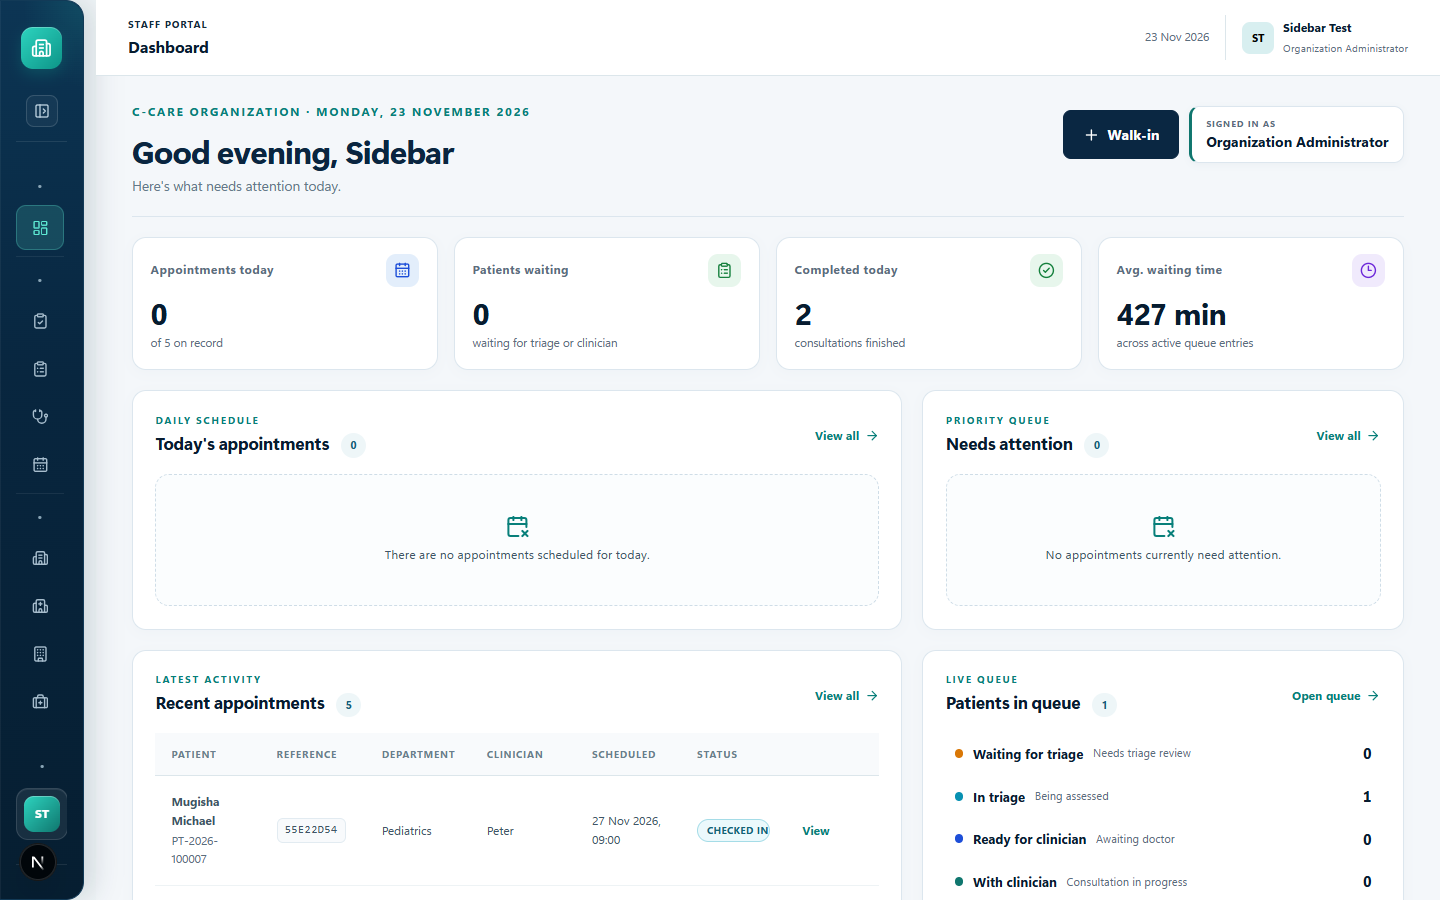 STAFF PORTAL
Dashboard
23 Nov 2026
ST
Sidebar Test
Organization Administrator
C-CARE ORGANIZATION · MONDAY, 23 NOVEMBER 2026
Good evening, Sidebar
Here's what needs attention today.
Walk-in
SIGNED IN AS
Organization Administrator
Appointments today
0
of 5 on record
Patients waiting
0
waiting for triage or clinician
Completed today
2
consultations finished
Avg. waiting time
427 min
across active queue entries
DAILY SCHEDULE
Today's appointments 0
View all
There are no appointments scheduled for today.
PRIORITY QUEUE
Needs attention 0
View all
No appointments currently need attention.
LATEST ACTIVITY
Recent appointments 5
View all
PATIENT REFERENCE DEPARTMENT CLINICIAN SCHEDULED STATUS
Mugisha
Michael
PT-2026-
100007
55E22D54
Pediatrics
Peter
27 Nov 2026,
09:00
CHECKED IN
View
LIVE QUEUE
Patients in queue 1
Open queue
Waiting for triage Needs triage review 0
In triage Being assessed 1
Ready for clinician Awaiting doctor 0
With clinician Consultation in progress 0
ST
N